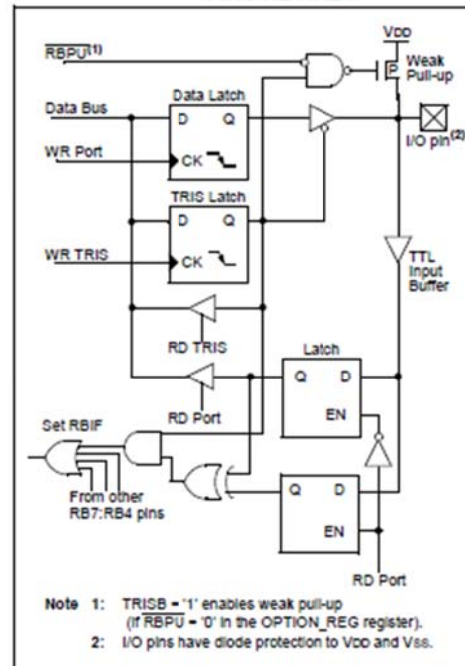 VDD
RBPU(1)
P
Weak
Pull-up
Data Bus
Data Latch
D
Q
I/O pin(2)
WR Port
CK
TRIS Latch
D
Q
WR TRIS
CK
TTL
Input
Buffer
RD TRIS
Latch
Q
D
RD Port
EN
Set RBIF
Q
D
From other
RB7:RB4 pins
EN
RD Port
Note 1: TRISB = '1' enables weak pull-up
(if RBPU = '0' in the OPTION_REG register).
2: I/O pins have diode protection to VDD and VSS.